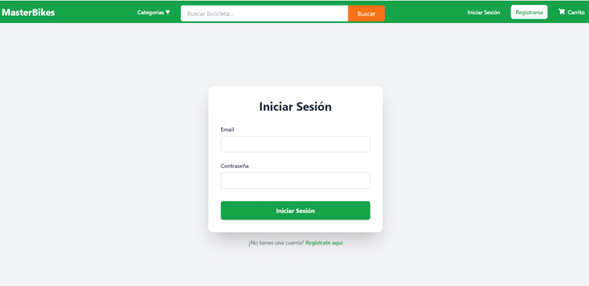 MasterBikes Categorías ▼ Buscar bicicleta... Buscar Iniciar Sesión Registrarse Carrito
Iniciar Sesión
Email
Contraseña
Iniciar Sesión
¿No tienes una cuenta? Regístrate aquí